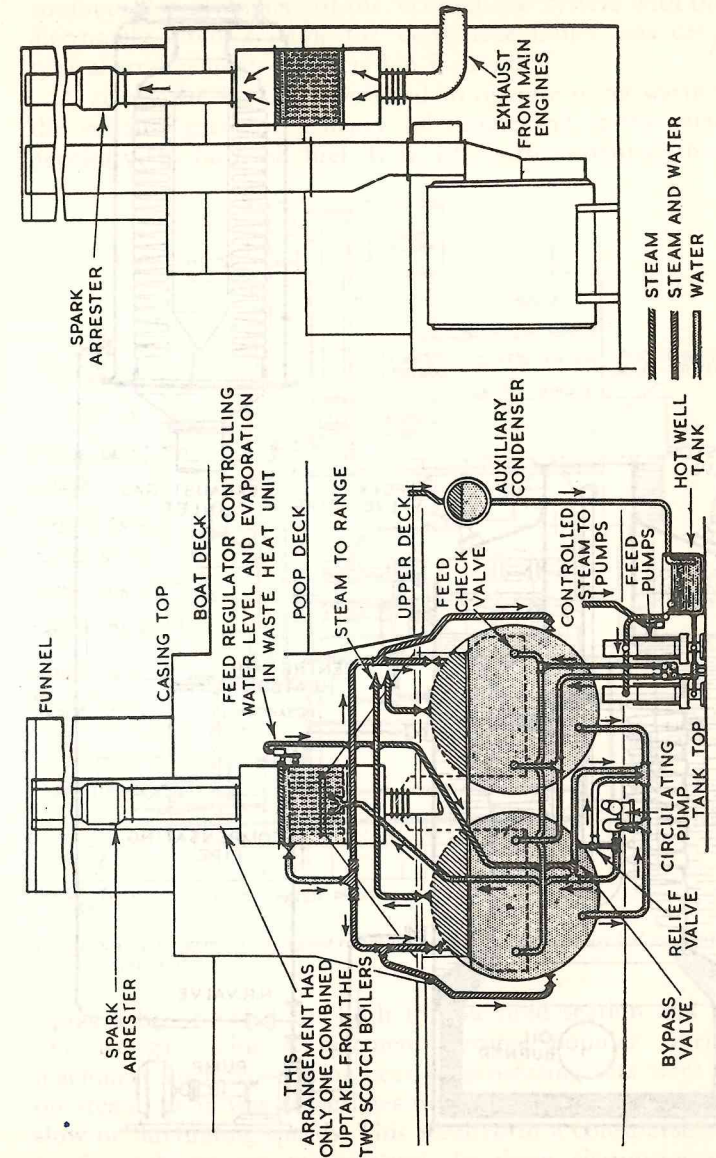 SPARK
ARRESTER
EXHAUST
FROM MAIN
ENGINES
STEAM
STEAM AND WATER
WATER
FUNNEL
CASING TOP
BOAT DECK
FEED REGULATOR CONTROLLING
WATER LEVEL AND EVAPORATION
IN WASTE HEAT UNIT
POOP DECK
STEAM TO RANGE
UPPER DECK
FEED
CHECK
VALVE
AUXILIARY
CONDENSER
CONTROLLED
STEAM TO
PUMPS
FEED
PUMPS
HOT WELL
TANK
SPARK
ARRESTER
THIS
ARRANGEMENT HAS
ONLY ONE COMBINED
UPTAKE FROM THE
TWO SCOTCH BOILERS
BYPASS
VALVE
RELIEF
VALVE
CIRCULATING
PUMP
TANK TOP